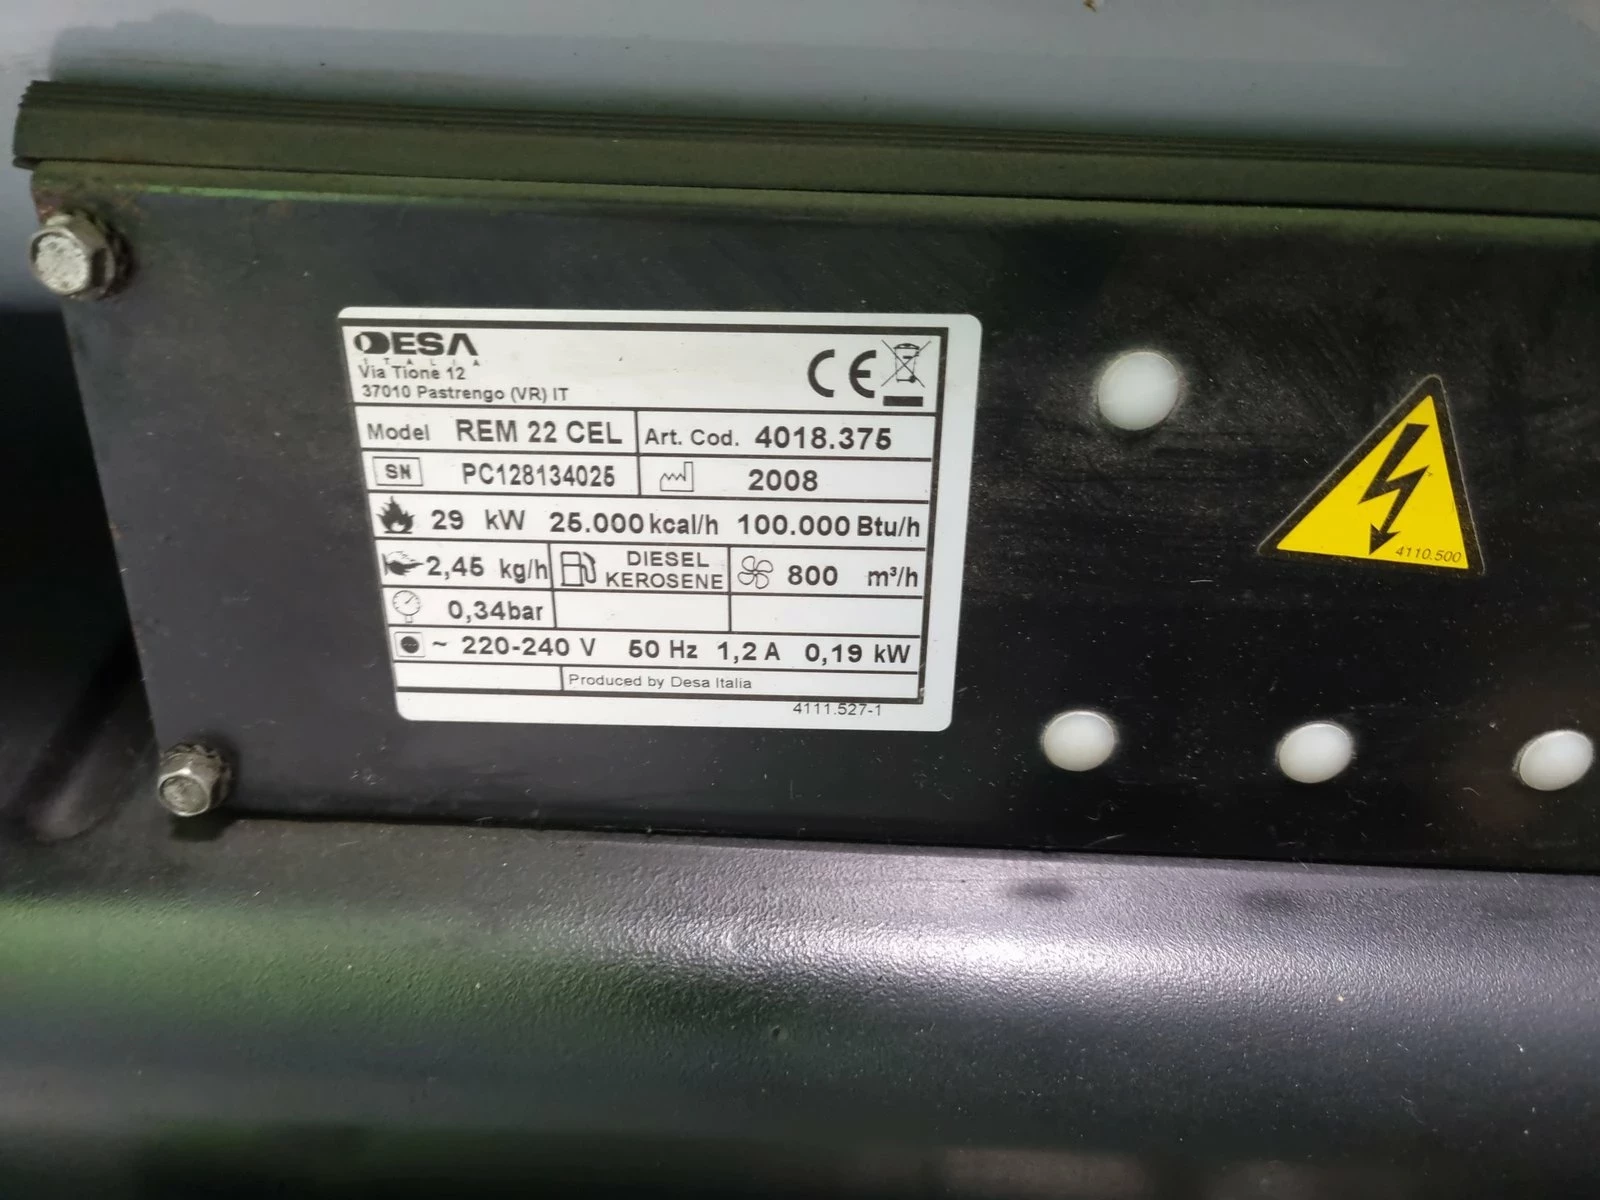 DESA
ITALIA
Via Tione 12
37010 Pastrengo (VR) IT
CE
Model REM 22 CEL Art. Cod. 4018.375
SN PC128134025 2008
29 kW 25.000 kcal/h 100.000 Btu/h
2,45 kg/h DIESEL KEROSENE 800 m³/h
0,34bar
~ 220-240 V 50 Hz 1,2 A 0,19 kW
Produced by Desa Italia
4111.527-1
4110.500